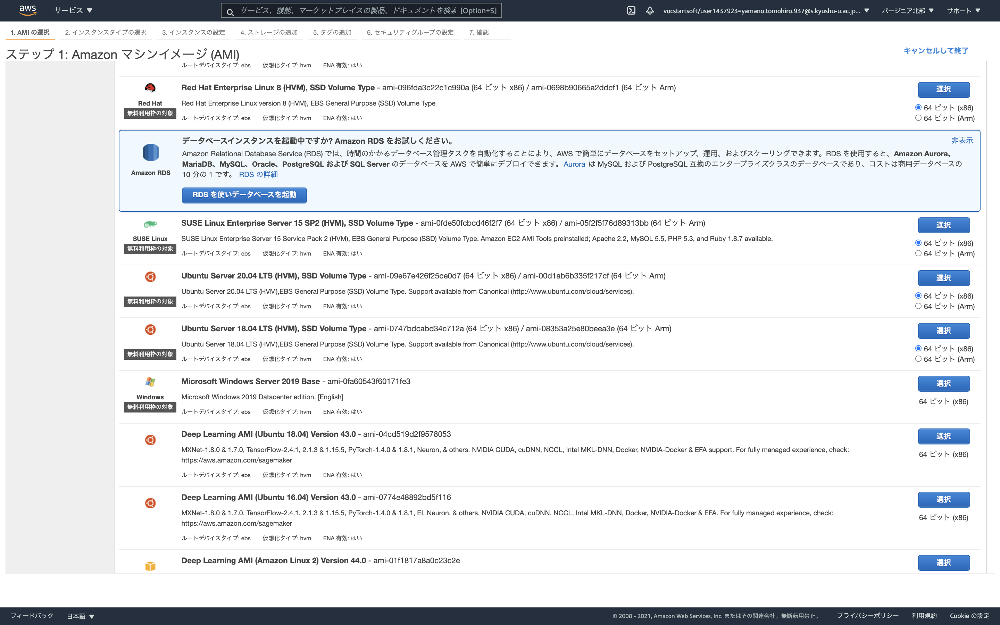 aws
サービス ▼
サービス、機能、マーケットプレイスの製品、ドキュメントを検索 [Option+S]
vocstartsoft/user1437923=yamano.tomohiro.937@s.kyushu-u.ac.jp... ▼
バージニア北部 ▼
サポート ▼
1. AMI の選択
2. インスタンスタイプの選択
3. インスタンスの設定
4. ストレージの追加
5. タグの追加
6. セキュリティグループの設定
7. 確認
ステップ 1: Amazon マシンイメージ (AMI)
キャンセルして終了
ルートデバイスタイプ: ebs 仮想化タイプ: hvm ENA 有効: はい
Red Hat
無料利用枠の対象
Red Hat Enterprise Linux 8 (HVM), SSD Volume Type - ami-096fda3c22c1c990a (64 ビット x86) / ami-0698b90665a2ddcf1 (64 ビット Arm)
Red Hat Enterprise Linux version 8 (HVM), EBS General Purpose (SSD) Volume Type
ルートデバイスタイプ: ebs 仮想化タイプ: hvm ENA 有効: はい
選択
64 ビット (x86)
64 ビット (Arm)
Amazon RDS
データベースインスタンスを起動中ですか? Amazon RDS をお試しください。
非表示
Amazon Relational Database Service (RDS) では、時間のかかるデータベース管理タスクを自動化することにより、AWS で簡単にデータベースをセットアップ、運用、およびスケーリングできます。RDS を使用すると、Amazon Aurora、
MariaDB、MySQL、Oracle、PostgreSQL および SQL Server のデータベースを AWS で簡単にデプロイできます。Aurora は MySQL および PostgreSQL 互換のエンタープライズクラスのデータベースであり、コストは商用データベースの
10 分の 1 です。 RDS の詳細
RDS を使いデータベースを起動
SUSE Linux
無料利用枠の対象
SUSE Linux Enterprise Server 15 SP2 (HVM), SSD Volume Type - ami-0fde50fcbcd46f2f7 (64 ビット x86) / ami-05f2f5f76d89313bb (64 ビット Arm)
SUSE Linux Enterprise Server 15 Service Pack 2 (HVM), EBS General Purpose (SSD) Volume Type. Amazon EC2 AMI Tools preinstalled; Apache 2.2, MySQL 5.5, PHP 5.3, and Ruby 1.8.7 available.
ルートデバイスタイプ: ebs 仮想化タイプ: hvm ENA 有効: はい
選択
64 ビット (x86)
64 ビット (Arm)
無料利用枠の対象
Ubuntu Server 20.04 LTS (HVM), SSD Volume Type - ami-09e67e426f25ce0d7 (64 ビット x86) / ami-00d1ab6b335f217cf (64 ビット Arm)
Ubuntu Server 20.04 LTS (HVM),EBS General Purpose (SSD) Volume Type. Support available from Canonical (http://www.ubuntu.com/cloud/services).
ルートデバイスタイプ: ebs 仮想化タイプ: hvm ENA 有効: はい
選択
64 ビット (x86)
64 ビット (Arm)
無料利用枠の対象
Ubuntu Server 18.04 LTS (HVM), SSD Volume Type - ami-0747bdcabd34c712a (64 ビット x86) / ami-08353a25e80beea3e (64 ビット Arm)
Ubuntu Server 18.04 LTS (HVM),EBS General Purpose (SSD) Volume Type. Support available from Canonical (http://www.ubuntu.com/cloud/services).
ルートデバイスタイプ: ebs 仮想化タイプ: hvm ENA 有効: はい
選択
64 ビット (x86)
64 ビット (Arm)
Windows
無料利用枠の対象
Microsoft Windows Server 2019 Base - ami-0fa60543f60171fe3
Microsoft Windows 2019 Datacenter edition. [English]
ルートデバイスタイプ: ebs 仮想化タイプ: hvm ENA 有効: はい
選択
64 ビット (x86)
Deep Learning AMI (Ubuntu 18.04) Version 43.0 - ami-04cd519d2f9578053
MXNet-1.8.0 & 1.7.0, TensorFlow-2.4.1, 2.1.3 & 1.15.5, PyTorch-1.4.0 & 1.8.1, Neuron, & others. NVIDIA CUDA, cuDNN, NCCL, Intel MKL-DNN, Docker, NVIDIA-Docker & EFA support. For fully managed experience, check:
https://aws.amazon.com/sagemaker
ルートデバイスタイプ: ebs 仮想化タイプ: hvm ENA 有効: はい
選択
64 ビット (x86)
Deep Learning AMI (Ubuntu 16.04) Version 43.0 - ami-0774e48892bd5f116
MXNet-1.8.0 & 1.7.0, TensorFlow-2.4.1, 2.1.3 & 1.15.5, PyTorch-1.4.0 & 1.8.1, EI, Neuron, & others. NVIDIA CUDA, cuDNN, NCCL, Intel MKL-DNN, Docker, NVIDIA-Docker & EFA. For fully managed experience, check:
https://aws.amazon.com/sagemaker
ルートデバイスタイプ: ebs 仮想化タイプ: hvm ENA 有効: はい
選択
64 ビット (x86)
Deep Learning AMI (Amazon Linux 2) Version 44.0 - ami-01f1817a8a0c23c2e
選択
フィードバック
日本語 ▼
© 2008 - 2021, Amazon Web Services, Inc. またはその関連会社。無断転用禁止。
プライバシーポリシー
利用規約
Cookie の設定